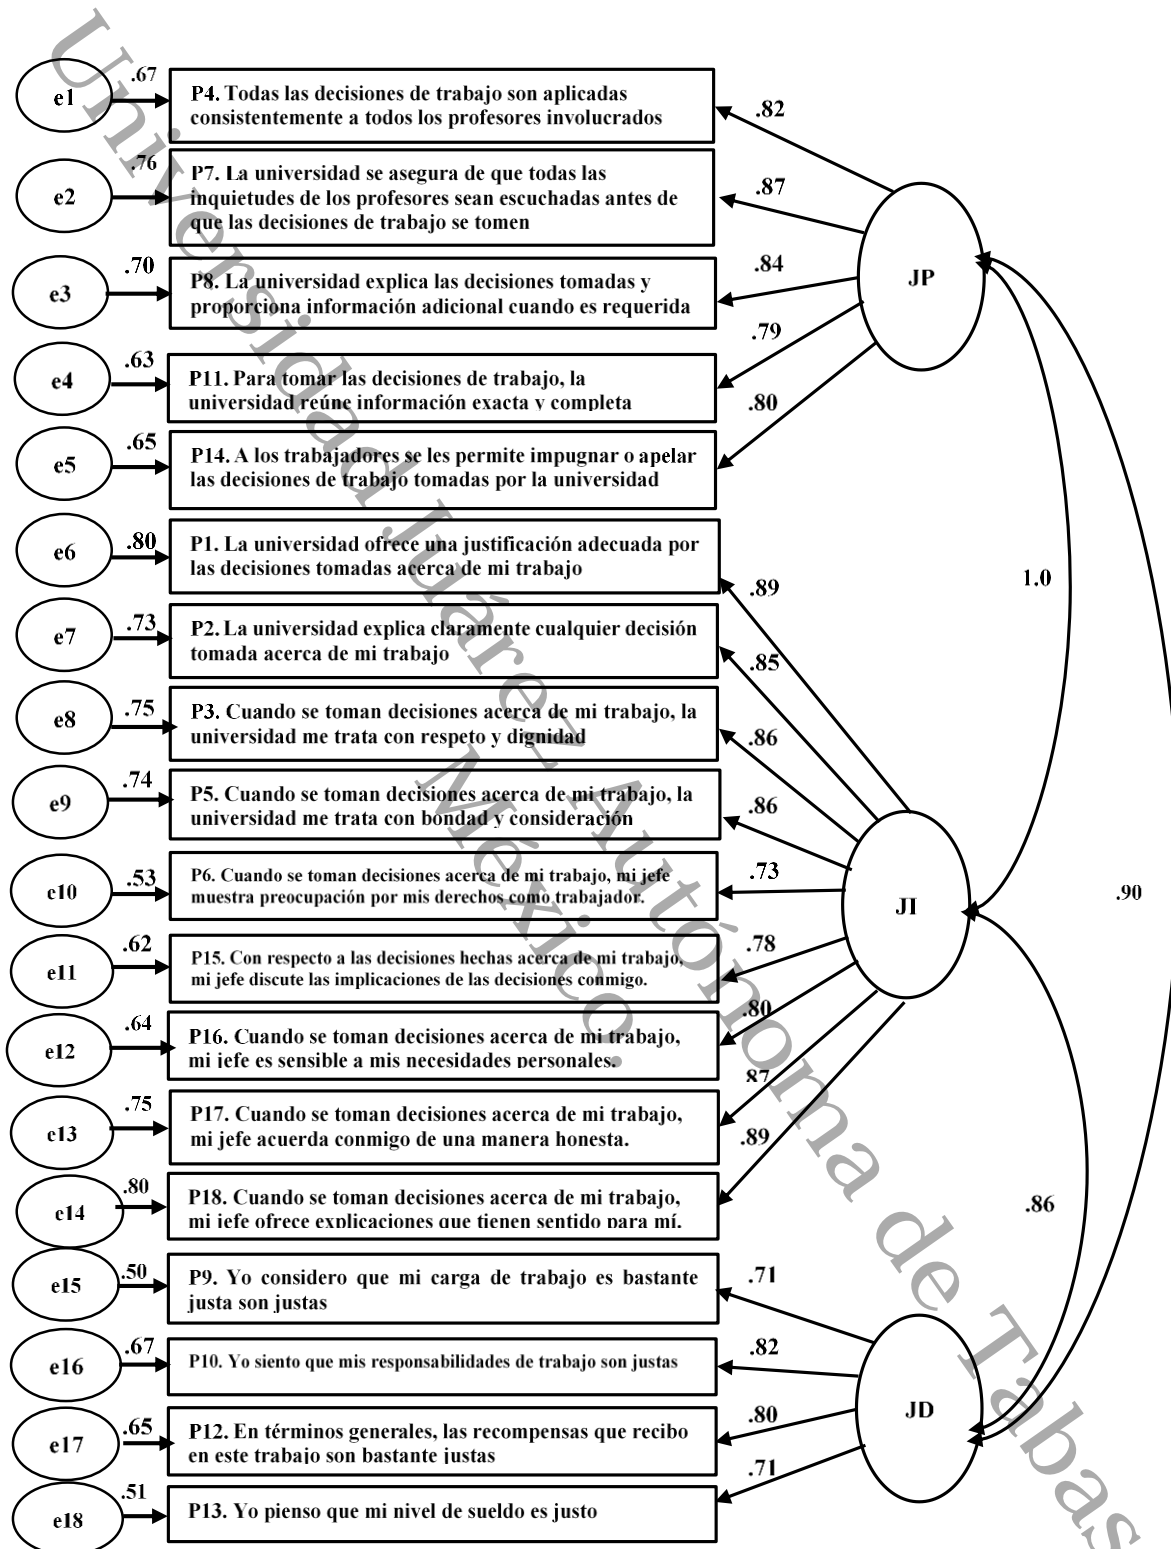 e1
.67
P4. Todas las decisiones de trabajo son aplicadas
consistentemente a todos los profesores involucrados
.82
e2
.76
P7. La universidad se asegura de que todas las
inquietudes de los profesores sean escuchadas antes de
que las decisiones de trabajo se tomen
.87
e3
.70
P8. La universidad explica las decisiones tomadas y
proporciona información adicional cuando es requerida
.84
JP
e4
.63
P11. Para tomar las decisiones de trabajo, la
universidad reúne información exacta y completa
.79
e5
.65
P14. A los trabajadores se les permite impugnar o apelar
las decisiones de trabajo tomadas por la universidad
.80
e6
.80
P1. La universidad ofrece una justificación adecuada por
las decisiones tomadas acerca de mi trabajo
.89
1.0
e7
.73
P2. La universidad explica claramente cualquier decisión
tomada acerca de mi trabajo
.85
e8
.75
P3. Cuando se toman decisiones acerca de mi trabajo, la
universidad me trata con respeto y dignidad
.86
e9
.74
P5. Cuando se toman decisiones acerca de mi trabajo, la
universidad me trata con bondad y consideración
.86
e10
.53
P6. Cuando se toman decisiones acerca de mi trabajo, mi jefe
muestra preocupación por mis derechos como trabajador.
.73
JI
.90
e11
.62
P15. Con respecto a las decisiones hechas acerca de mi trabajo,
mi jefe discute las implicaciones de las decisiones conmigo.
.78
e12
.64
P16. Cuando se toman decisiones acerca de mi trabajo,
mi jefe es sensible a mis necesidades personales.
.80
e13
.75
P17. Cuando se toman decisiones acerca de mi trabajo,
mi jefe acuerda conmigo de una manera honesta.
.87
e14
.80
P18. Cuando se toman decisiones acerca de mi trabajo,
mi jefe ofrece explicaciones que tienen sentido para mí.
.89
.86
e15
.50
P9. Yo considero que mi carga de trabajo es bastante
justa son justas
.71
e16
.67
P10. Yo siento que mis responsabilidades de trabajo son justas
.82
JD
e17
.65
P12. En términos generales, las recompensas que recibo
en este trabajo son bastante justas
.80
e18
.51
P13. Yo pienso que mi nivel de sueldo es justo
.71
Universidad Juárez Autónoma de Tabas
México.